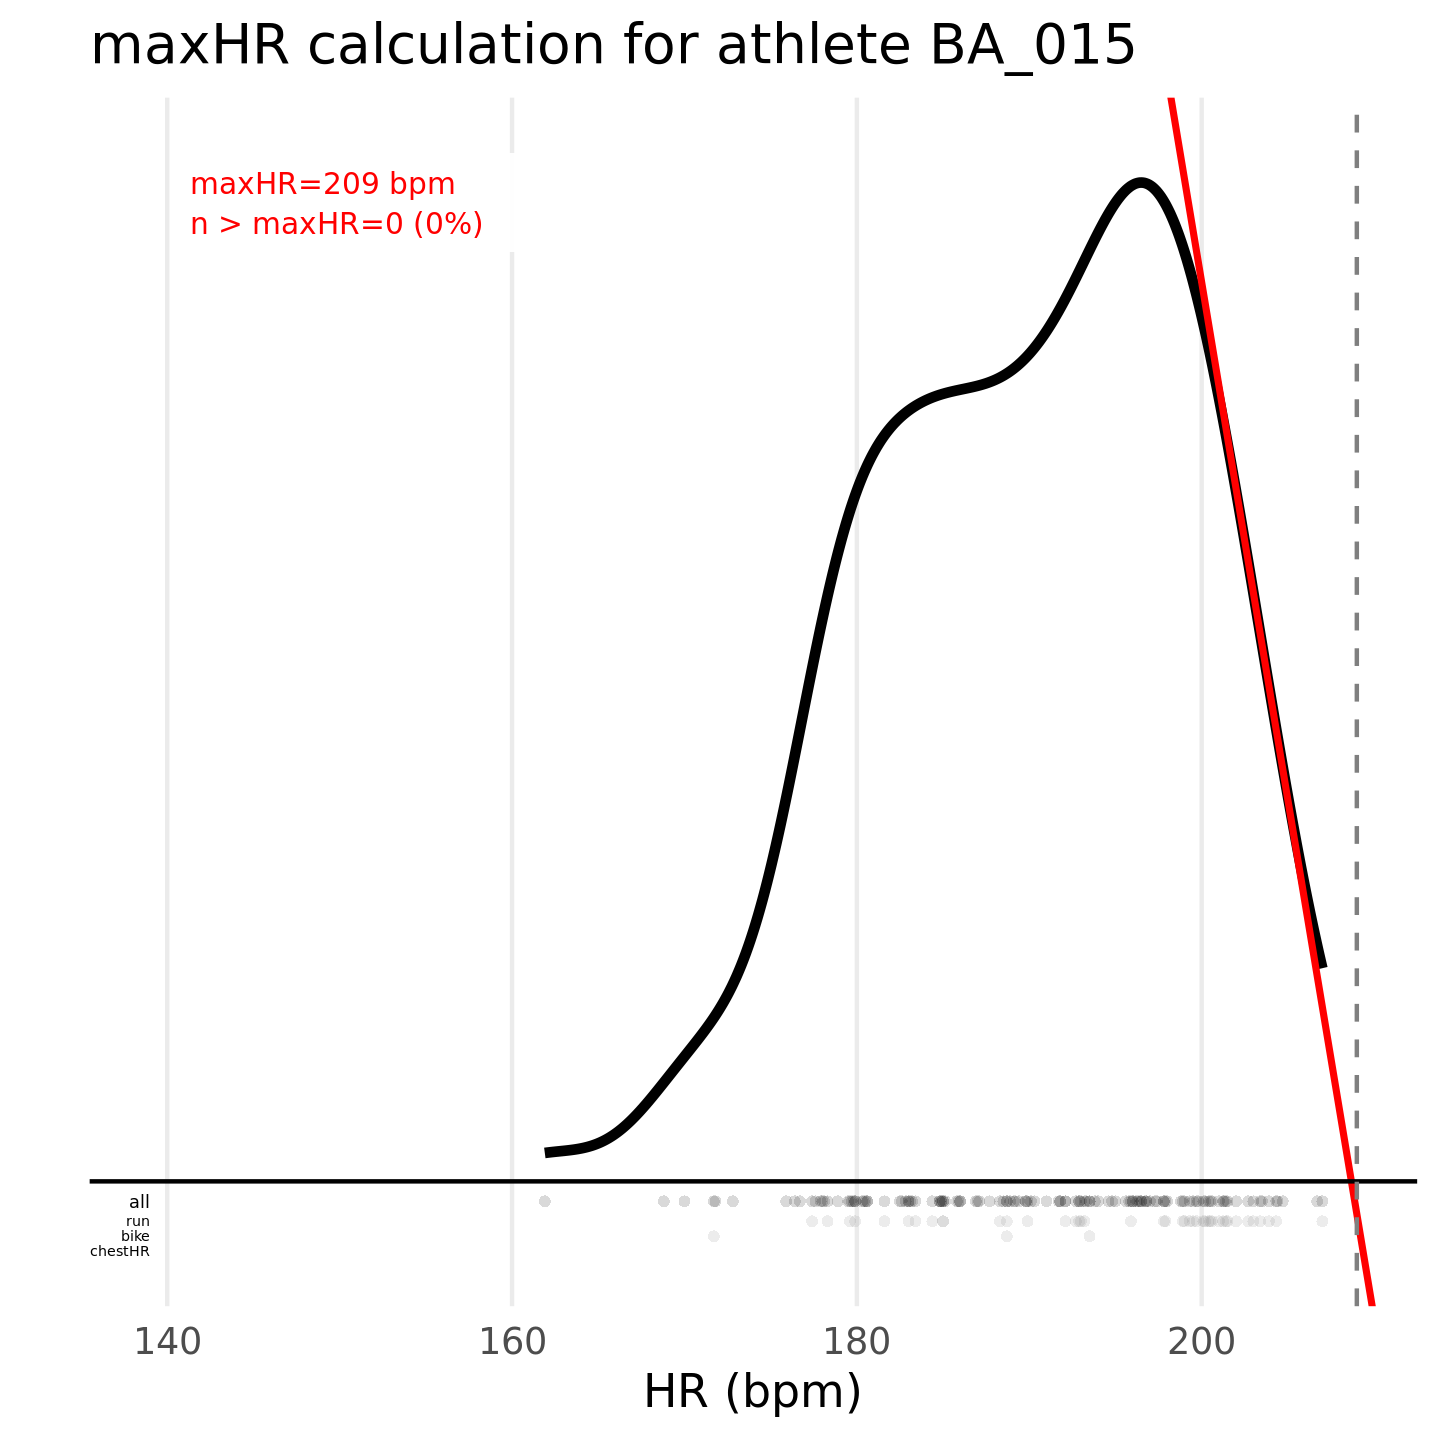 maxHR calculation for athlete BA_015
maxHR=209 bpm
n > maxHR=0 (0%)
all
run
bike
chestHR
140 160 180 200
HR (bpm)